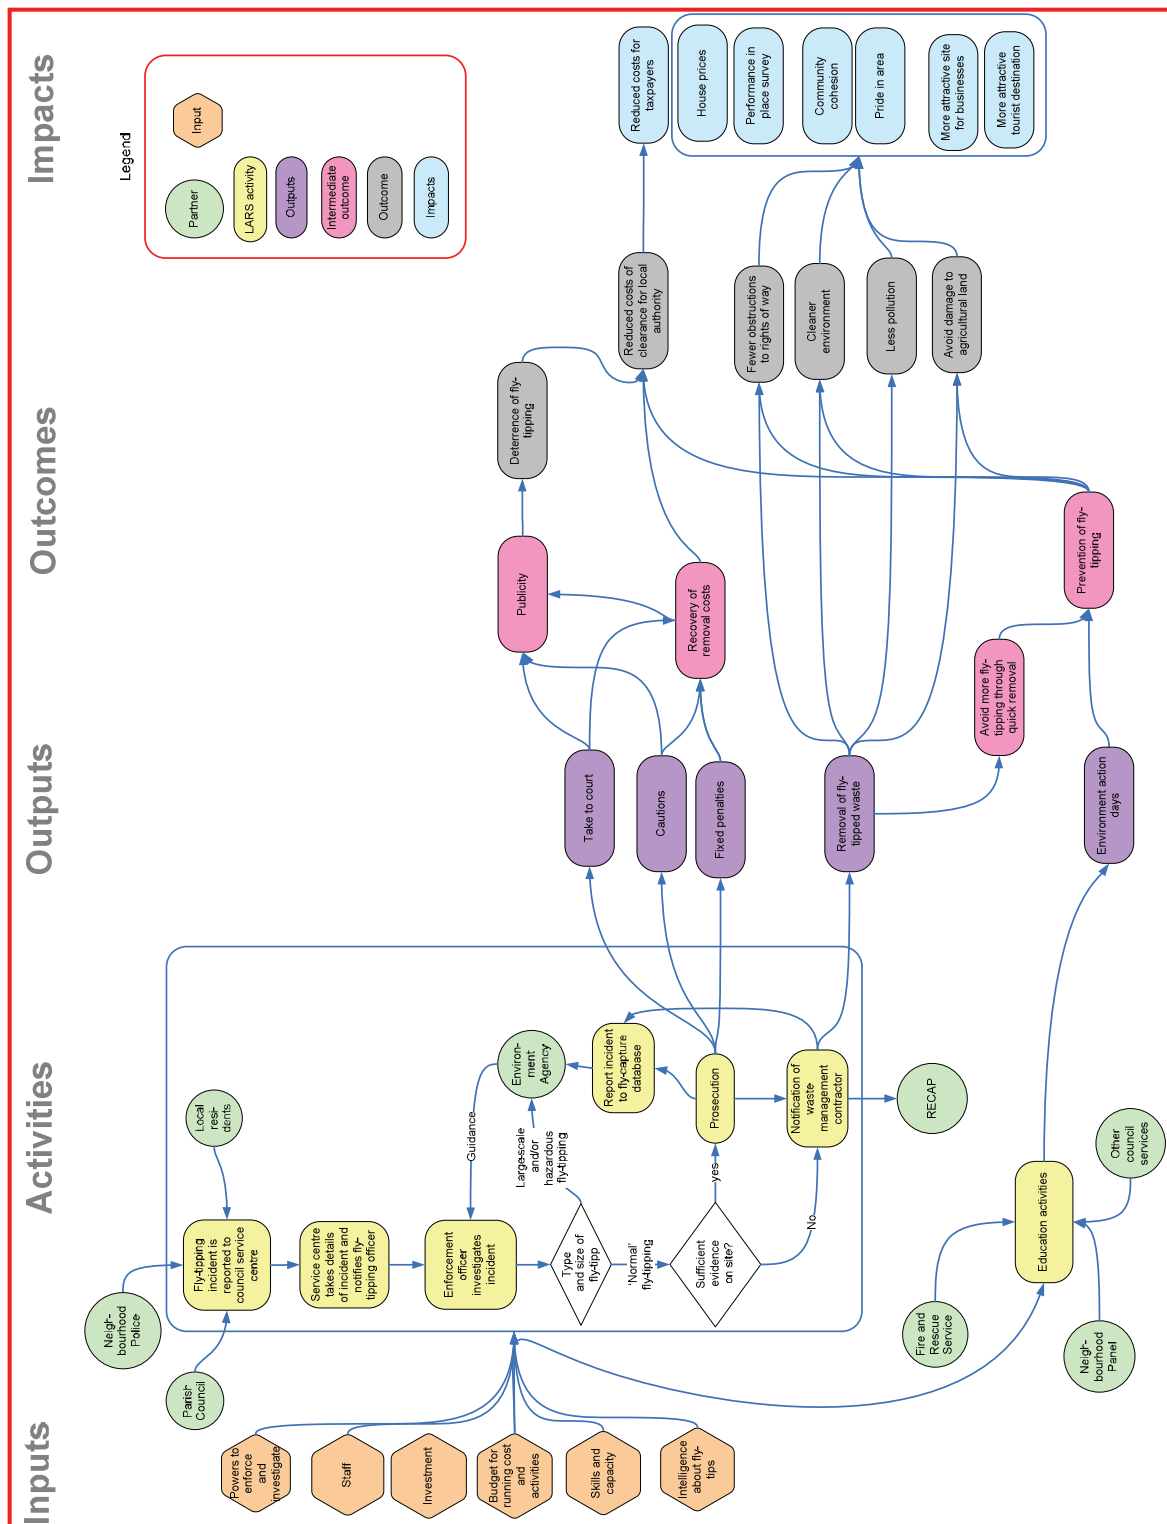 Inputs
Activities
Outputs
Outcomes
Impacts
Legend
Partner
Input
LARS activity
Outputs
Intermediate
outcome
Outcome
Impacts
Powers to
enforce
and
investigate
Staff
Investment
Budget for
running cost
and
activities
Skills and
capacity
Intelligence
about fly-
tips
Parish
Council
Neigh-
bourhood
Police
Local
resi-
dents
Fly-tipping
incident is
reported to
council service
centre
Service centre
takes details
of incident and
notifies fly-
tipping officer
Enforcement
officer
investigates
incident
Guidance
Type
and size of
fly-tipp
Large-scale
and/or
hazardous
fly-tipping
Environ-
ment
Agency
'Normal'
fly-tipping
Sufficient
evidence
on site?
yes
No
Report incident
to fly-capture
database
Prosecution
Notification of
waste
management
contractor
RECAP
Fire and
Rescue
Service
Neigh-
bourhood
Panel
Other
council
services
Education activities
Take to court
Cautions
Fixed penalties
Removal of fly-
tipped waste
Environment action
days
Publicity
Recovery of
removal costs
Avoid more fly-
tipping through
quick removal
Prevention of fly-
tipping
Deterrence of fly-
tipping
Reduced costs of
clearance for local
authority
Fewer obstructions
to rights of way
Cleaner
environment
Less pollution
Avoid damage to
agricultural land
Reduced costs for
taxpayers
House prices
Performance in
place survey
Community
cohesion
Pride in area
More attractive site
for businesses
More attractive
tourist destination